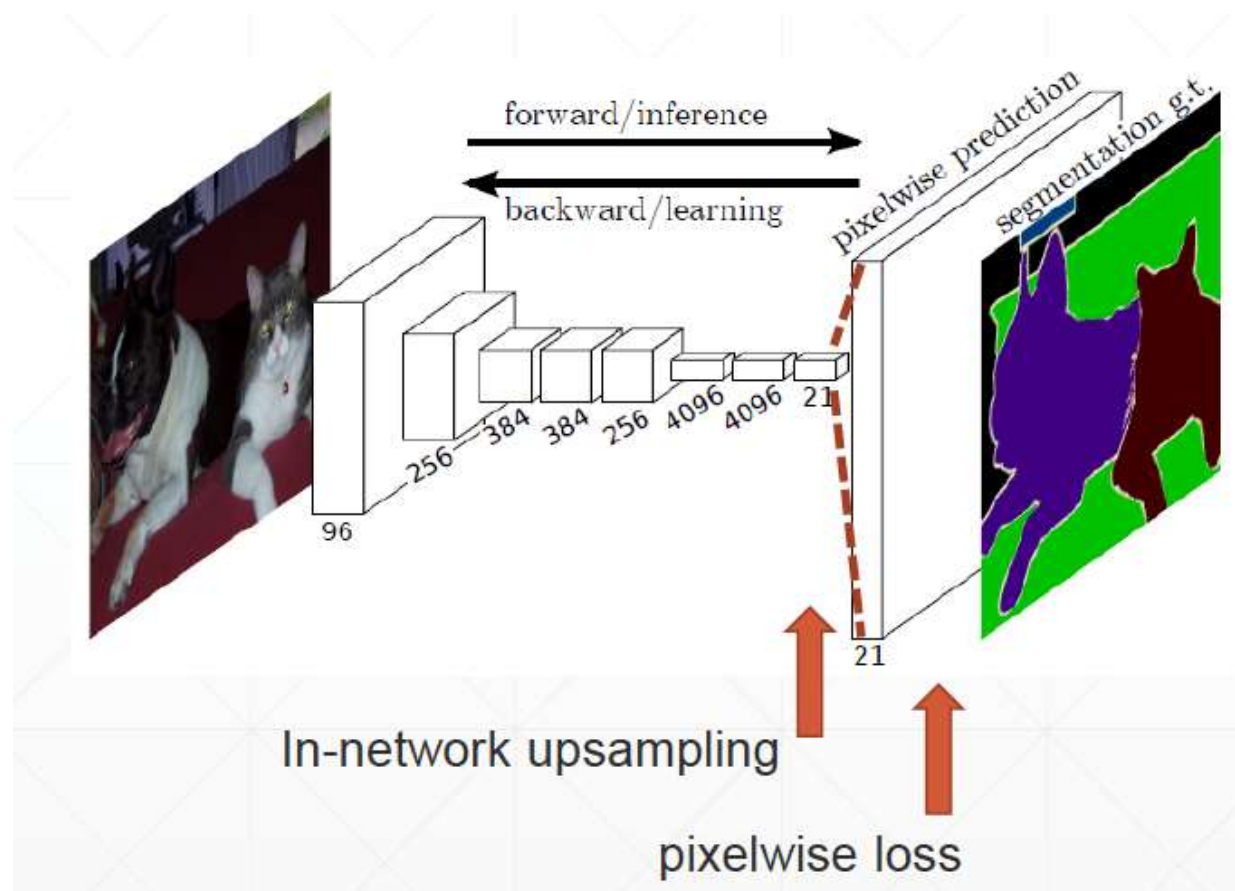 forward/inference
backward/learning
pixelwise prediction
segmentation g.t.
96
256
384
384
256
4096
4096
21
21
In-network upsampling
pixelwise loss